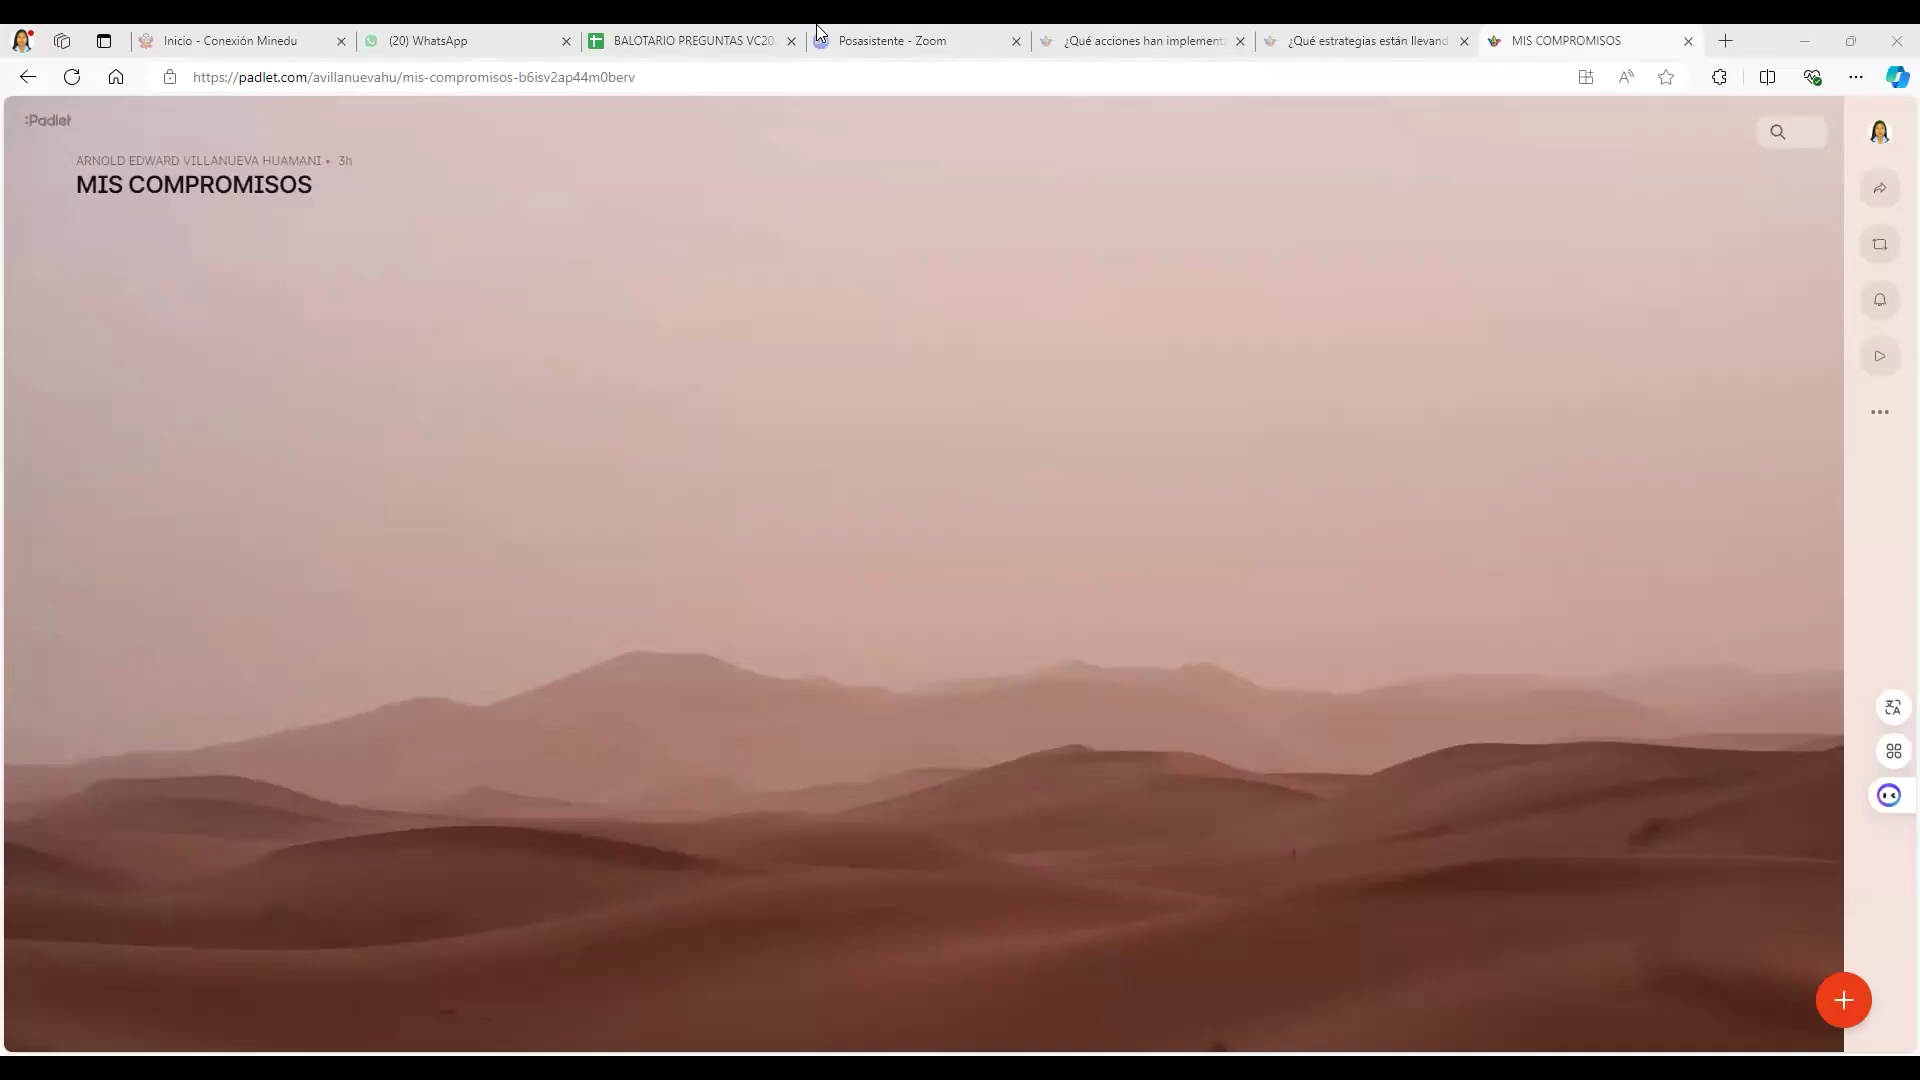 Inicio - Conexión Minedu
(20) WhatsApp
BALOTARIO PREGUNTAS VC20
Posasistente - Zoom
¿Qué acciones han implement
¿Qué estrategias están llevand
MIS COMPROMISOS
https://padlet.com/avillanuevahu/mis-compromisos-b6isv2ap44m0berv
:Padlet
ARNOLD EDWARD VILLANUEVA HUAMANI • 3h
MIS COMPROMISOS